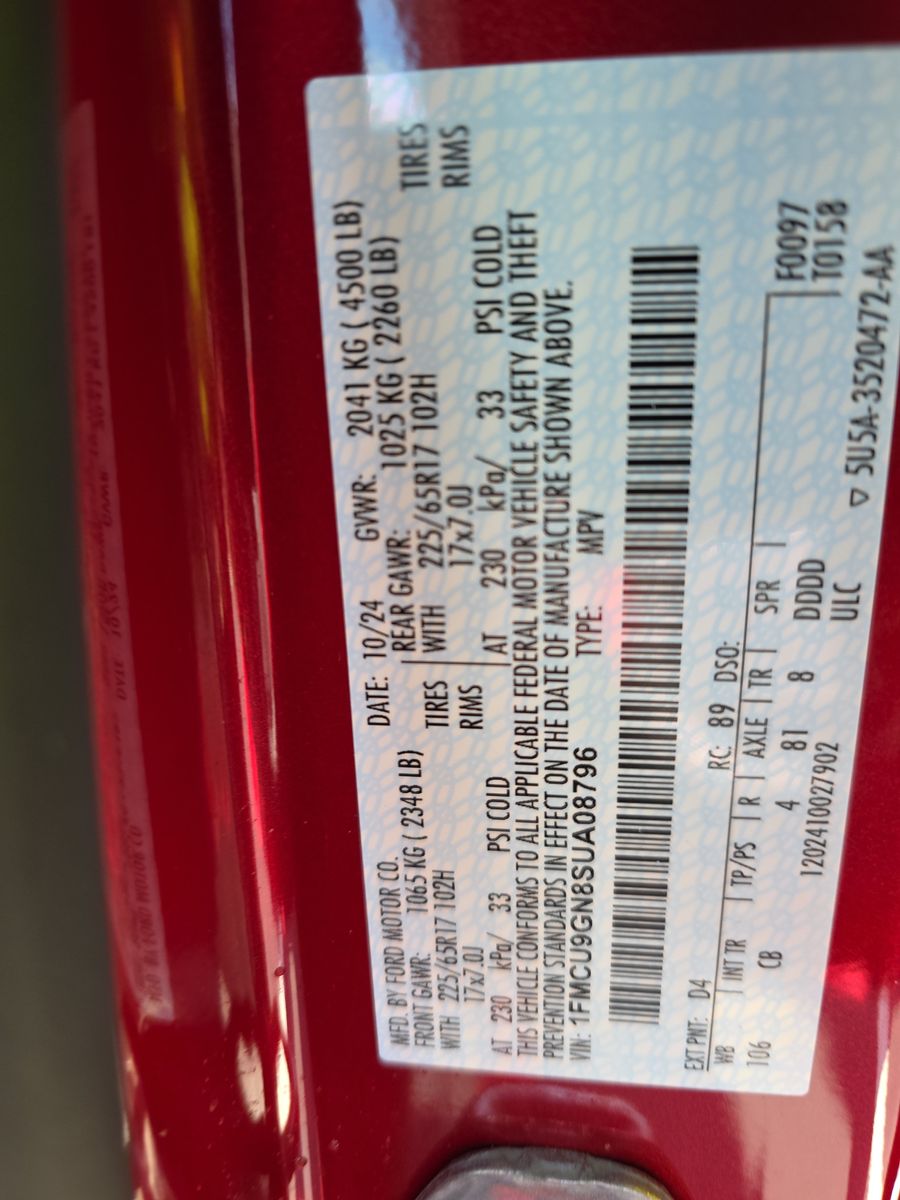 MFD. BY FORD MOTOR CO.
DATE: 10/24 GVWR: 2041 KG ( 4500 LB)
FRONT GAWR: 1065 KG ( 2348 LB) REAR GAWR: 1025 KG ( 2260 LB)
WITH 225/65R17 102H TIRES WITH 225/65R17 102H TIRES
17x7.0J RIMS 17x7.0J RIMS
AT 230 kPa/ 33 PSI COLD AT 230 kPa/ 33 PSI COLD
THIS VEHICLE CONFORMS TO ALL APPLICABLE FEDERAL MOTOR VEHICLE SAFETY AND THEFT
PREVENTION STANDARDS IN EFFECT ON THE DATE OF MANUFACTURE SHOWN ABOVE.
VIN: 1FMCU9GN8SUA08796 TYPE: MPV
EXT PNT: D4 RC: 89 DSO:
WB | INT TR | TP/PS | R | AXLE | TR | SPR | F0097
106 CB 4 81 8 DDDD T0158
120241002790​2 ULC ▽ 5U5A-3520472-AA